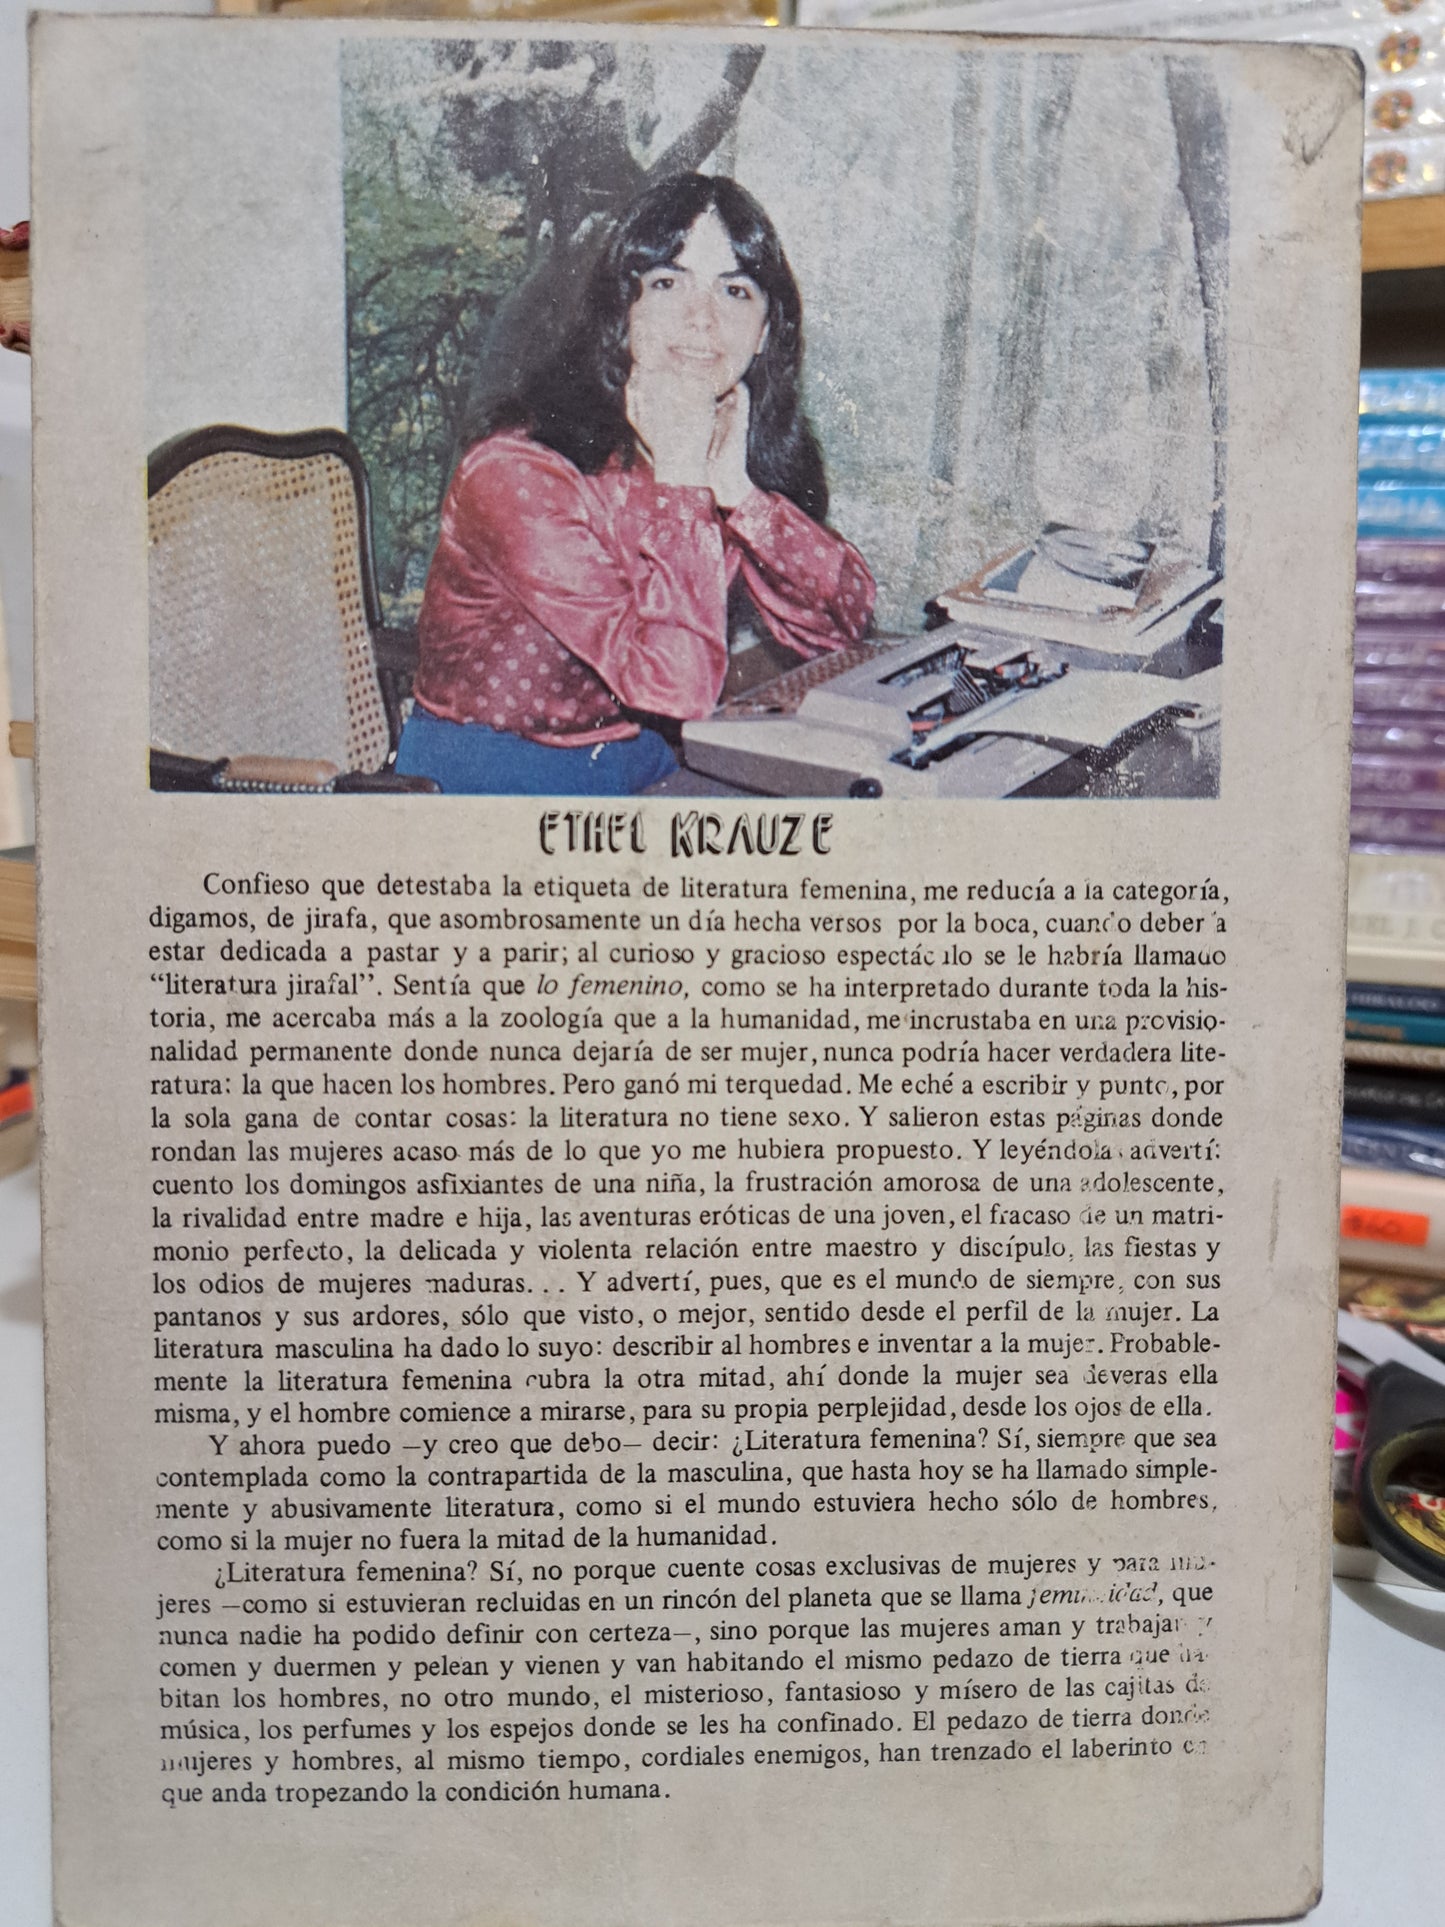 ETHEL KRAUZE
Confieso que detestaba la etiqueta de literatura femenina, me reducía a la categoría,
digamos, de jirafa, que asombrosamente un día hecha versos por la boca, cuando debería
estar dedicada a pastar y a parir; al curioso y gracioso espectáculo se le habría llamado
“literatura jirafal”. Sentía que lo femenino, como se ha interpretado durante toda la his-
toria, me acercaba más a la zoología que a la humanidad, me incrustaba en una provisio-
nalidad permanente donde nunca dejaría de ser mujer, nunca podría hacer verdadera lite-
ratura: la que hacen los hombres. Pero ganó mi terquedad. Me eché a escribir y punto, por
la sola gana de contar cosas: la literatura no tiene sexo. Y salieron estas páginas donde
rondan las mujeres acaso más de lo que yo me hubiera propuesto. Y leyéndolas advertí:
cuento los domingos asfixiantes de una niña, la frustración amorosa de una adolescente,
la rivalidad entre madre e hija, las aventuras eróticas de una joven, el fracaso de un matri-
monio perfecto, la delicada y violenta relación entre maestro y discípulo, las fiestas y
los odios de mujeres maduras. . . Y advertí, pues, que es el mundo de siempre, con sus
pantanos y sus ardores, sólo que visto, o mejor, sentido desde el perfil de la mujer. La
literatura masculina ha dado lo suyo: describir al hombres e inventar a la mujer. Probable-
mente la literatura femenina cubra la otra mitad, ahí donde la mujer sea deveras ella
misma, y el hombre comience a mirarse, para su propia perplejidad, desde los ojos de ella.
Y ahora puedo —y creo que debo— decir: ¿Literatura femenina? Sí, siempre que sea
contemplada como la contrapartida de la masculina, que hasta hoy se ha llamado simple-
mente y abusivamente literatura, como si el mundo estuviera hecho sólo de hombres,
como si la mujer no fuera la mitad de la humanidad.
¿Literatura femenina? Sí, no porque cuente cosas exclusivas de mujeres y para mu-
jeres —como si estuvieran recluidas en un rincón del planeta que se llama feminidad, que
nunca nadie ha podido definir con certeza—, sino porque las mujeres aman y trabajan y
comen y duermen y pelean y vienen y van habitando el mismo pedazo de tierra que ha-
bitan los hombres, no otro mundo, el misterioso, fantasioso y mísero de las cajitas de
música, los perfumes y los espejos donde se les ha confinado. El pedazo de tierra donde
mujeres y hombres, al mismo tiempo, cordiales enemigos, han trenzado el laberinto en
que anda tropezando la condición humana.